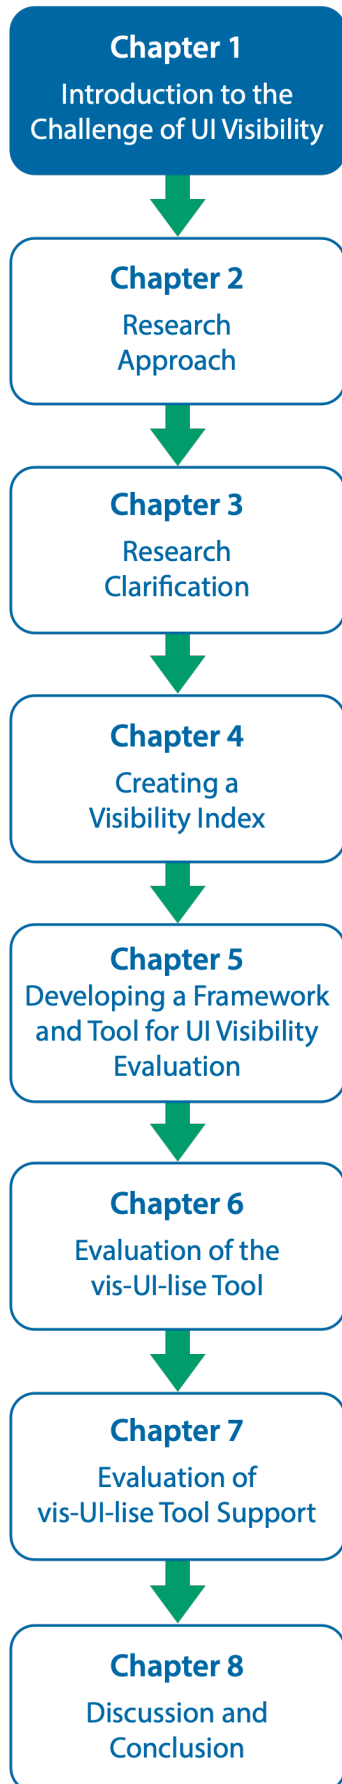 Chapter 1
Introduction to the
Challenge of UI Visibility
Chapter 2
Research
Approach
Chapter 3
Research
Clarification
Chapter 4
Creating a
Visibility Index
Chapter 5
Developing a Framework
and Tool for UI Visibility
Evaluation
Chapter 6
Evaluation of the
vis-UI-lise Tool
Chapter 7
Evaluation of
vis-UI-lise Tool Support
Chapter 8
Discussion and
Conclusion